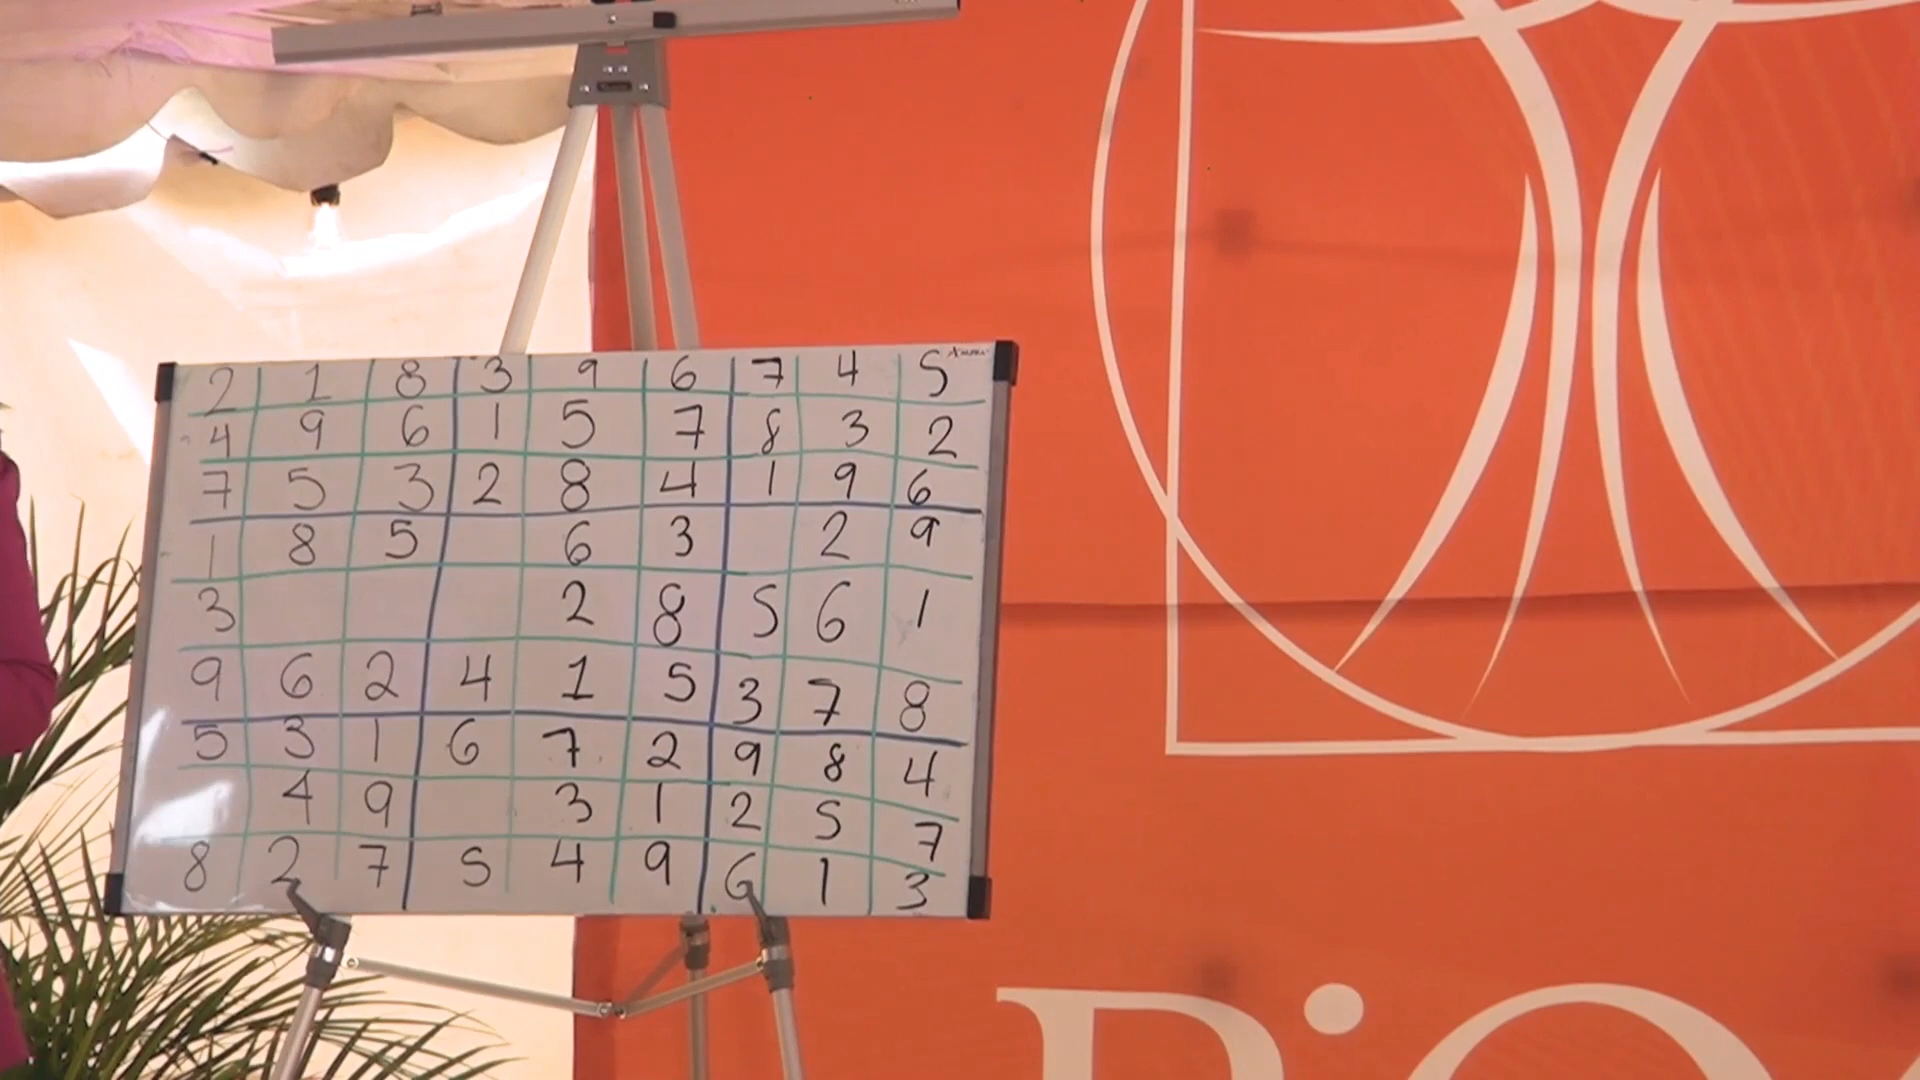 2 1 8 3 9 6 7 4 5
4 9 6 1 5 7 8 3 2
7 5 3 2 8 4 1 9 6
1 8 5 6 3 2 9
3 2 8 5 6 1
9 6 2 4 1 5 3 7 8
5 3 1 6 7 2 9 8 4
4 9 3 1 2 5 7
8 2 7 5 4 9 6 1 3